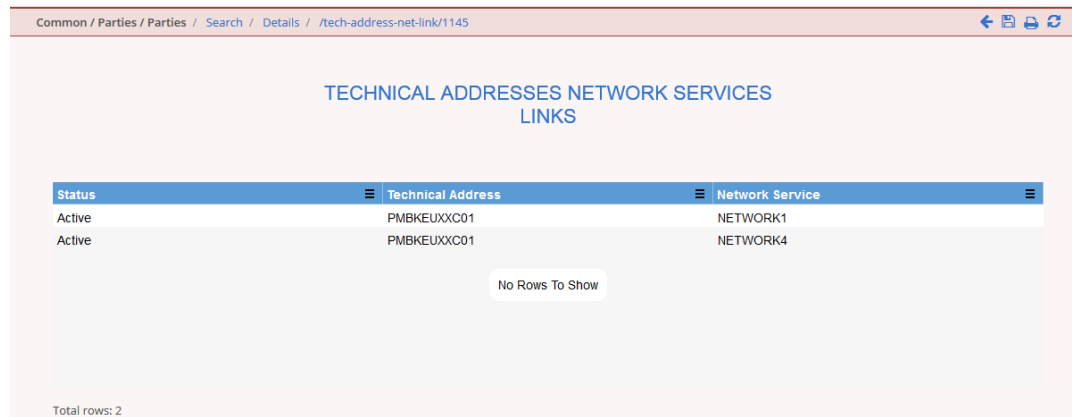 Common / Parties / Parties / Search / Details / /tech-address-net-link/1145
TECHNICAL ADDRESSES NETWORK SERVICES
LINKS
Status Technical Address Network Service
Active PMBKEUXXC01 NETWORK1
Active PMBKEUXXC01 NETWORK4
No Rows To Show
Total rows: 2